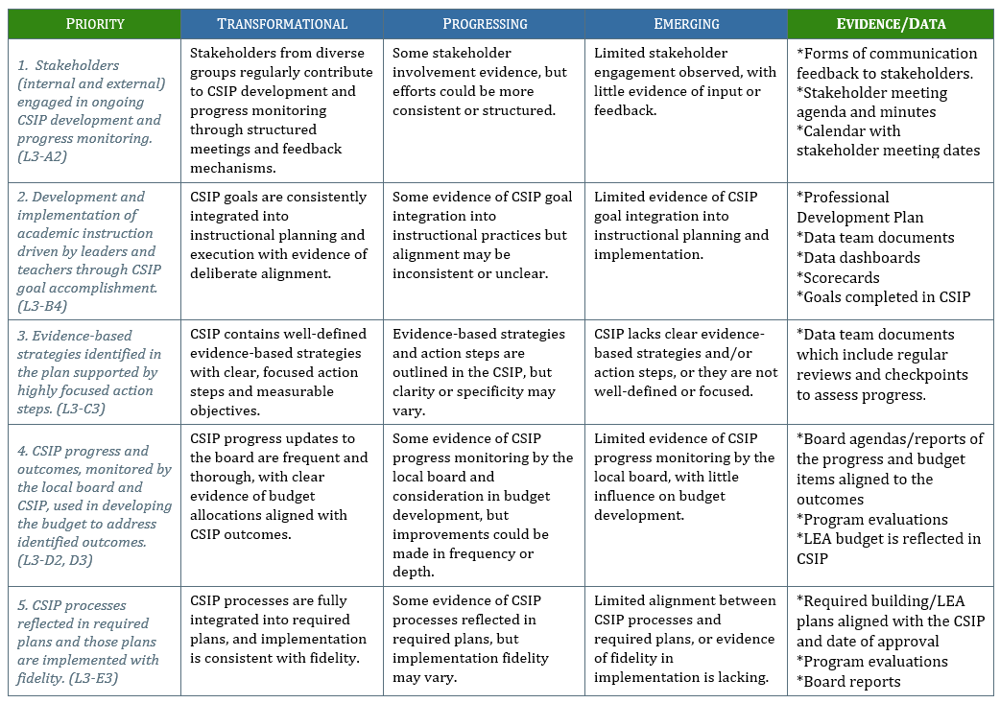 PRIORITY
TRANSFORMATIONAL
PROGRESSING
EMERGING
EVIDENCE/DATA
1. Stakeholders
(internal and external)
engaged in ongoing
CSIP development and
progress monitoring.
(L3-A2)
Stakeholders from diverse
groups regularly contribute
to CSIP development and
progress monitoring
through structured
meetings and feedback
mechanisms.
Some stakeholder
involvement evidence, but
efforts could be more
consistent or structured.
Limited stakeholder
engagement observed, with
little evidence of input or
feedback.
*Forms of communication
feedback to stakeholders.
*Stakeholder meeting
agenda and minutes
*Calendar with
stakeholder meeting dates
2. Development and
implementation of
academic instruction
driven by leaders and
teachers through CSIP
goal accomplishment.
(L3-B4)
CSIP goals are consistently
integrated into
instructional planning and
execution with evidence of
deliberate alignment.
Some evidence of CSIP goal
integration into
instructional practices but
alignment may be
inconsistent or unclear.
Limited evidence of CSIP
goal integration into
instructional planning and
implementation.
*Professional
Development Plan
*Data team documents
*Data dashboards
*Scorecards
*Goals completed in CSIP
3. Evidence-based
strategies identified in
the plan supported by
highly focused action
steps. (L3-C3)
CSIP contains well-defined
evidence-based strategies
with clear, focused action
steps and measurable
objectives.
Evidence-based strategies
and action steps are
outlined in the CSIP, but
clarity or specificity may
vary.
CSIP lacks clear evidence-
based strategies and/or
action steps, or they are not
well-defined or focused.
*Data team documents
which include regular
reviews and checkpoints
to assess progress.
4. CSIP progress and
outcomes, monitored by
the local board and
CSIP, used in developing
the budget to address
identified outcomes.
(L3-D2, D3)
CSIP progress updates to
the board are frequent and
thorough, with clear
evidence of budget
allocations aligned with
CSIP outcomes.
Some evidence of CSIP
progress monitoring by the
local board and
consideration in budget
development, but
improvements could be
made in frequency or
depth.
Limited evidence of CSIP
progress monitoring by the
local board, with little
influence on budget
development.
*Board agendas/reports of
the progress and budget
items aligned to the
outcomes
*Program evaluations
*LEA budget is reflected in
CSIP
5. CSIP processes
reflected in required
plans and those plans
are implemented with
fidelity. (L3-E3)
CSIP processes are fully
integrated into required
plans, and implementation
is consistent with fidelity.
Some evidence of CSIP
processes reflected in
required plans, but
implementation fidelity
may vary.
Limited alignment between
CSIP processes and
required plans, or evidence
of fidelity in
implementation is lacking.
*Required building/LEA
plans aligned with the CSIP
and date of approval
*Program evaluations
*Board reports